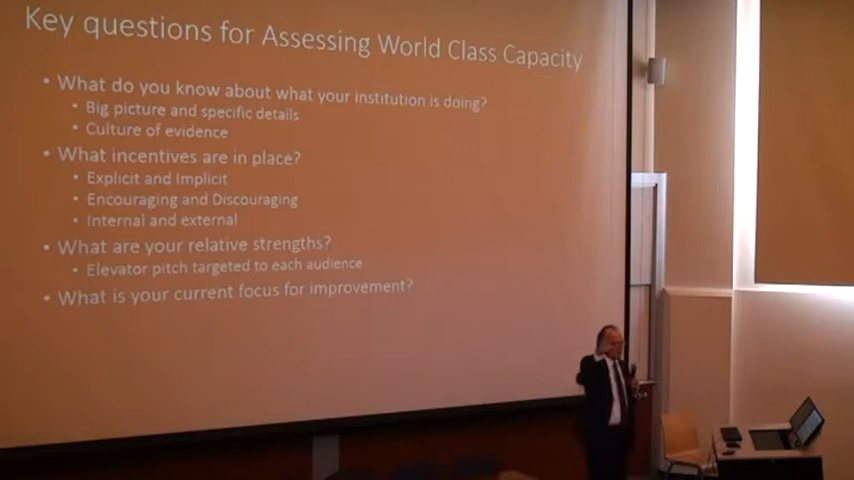 Key questions for Assessing World Class Capacity
• What do you know about what your institution is doing?
• Big picture and specific details
• Culture of evidence
• What incentives are in place?
• Explicit and Implicit
• Encouraging and Discouraging
• Internal and external
• What are your relative strengths?
• Elevator pitch targeted to each audience
• What is your current focus for improvement?